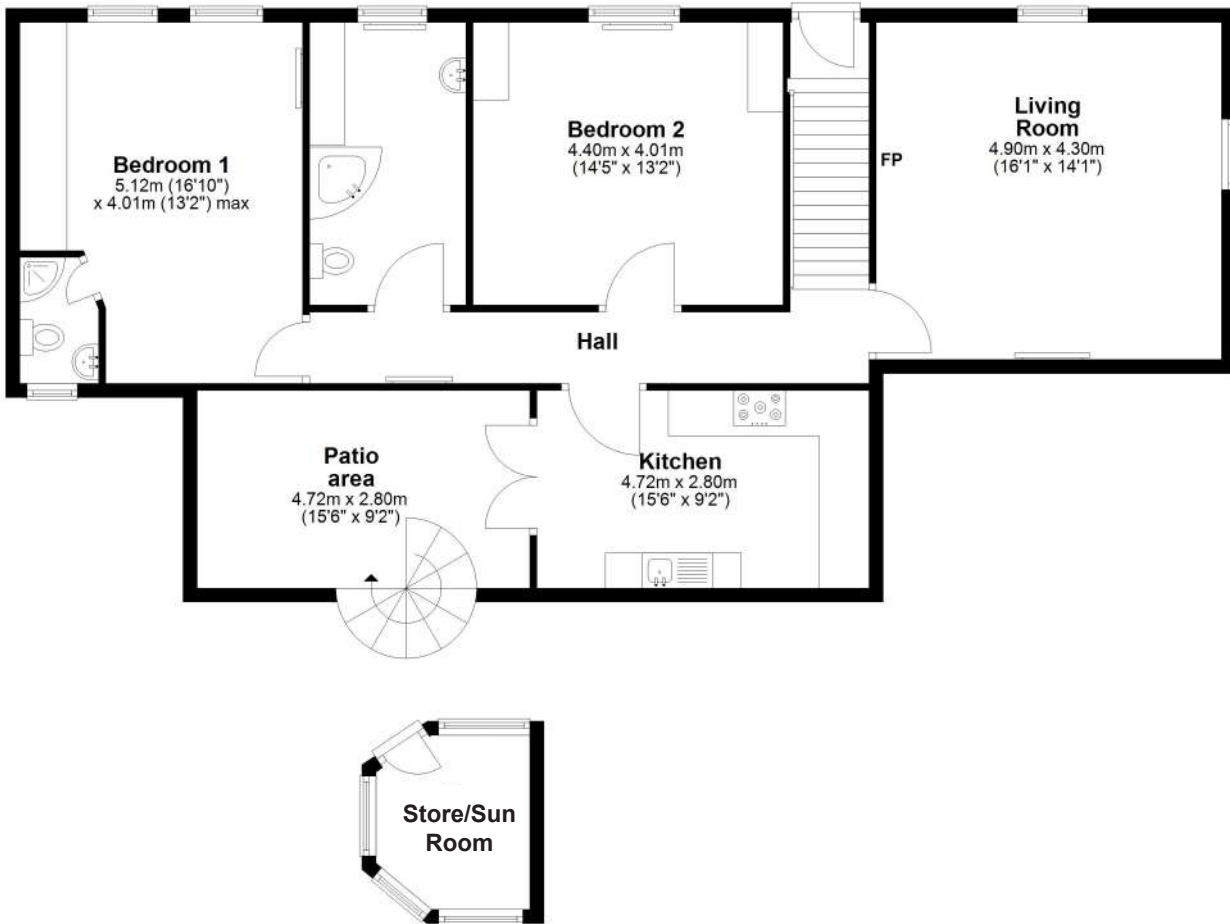 Bedroom 1
5.12m (16'10")
x 4.01m (13'2") max
Bedroom 2
4.40m x 4.01m
(14'5" x 13'2")
FP
Living
Room
4.90m x 4.30m
(16'1" x 14'1")
Hall
Patio
area
4.72m x 2.80m
(15'6" x 9'2")
Kitchen
4.72m x 2.80m
(15'6" x 9'2")
Store/Sun
Room